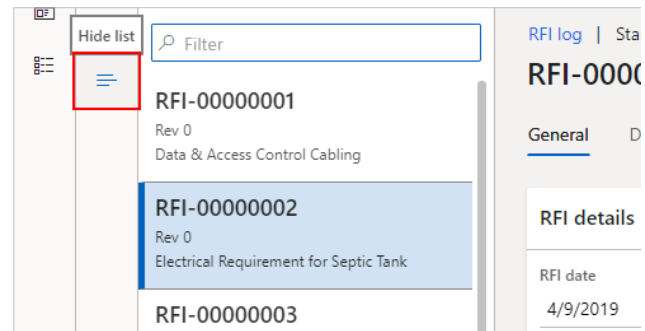 Hide list
Filter
RFI-00000001
Rev 0
Data & Access Control Cabling
RFI-00000002
Rev 0
Electrical Requirement for Septic Tank
RFI-00000003
RFI log | Sta
RFI-0000
General D
RFI details
RFI date
4/9/2019